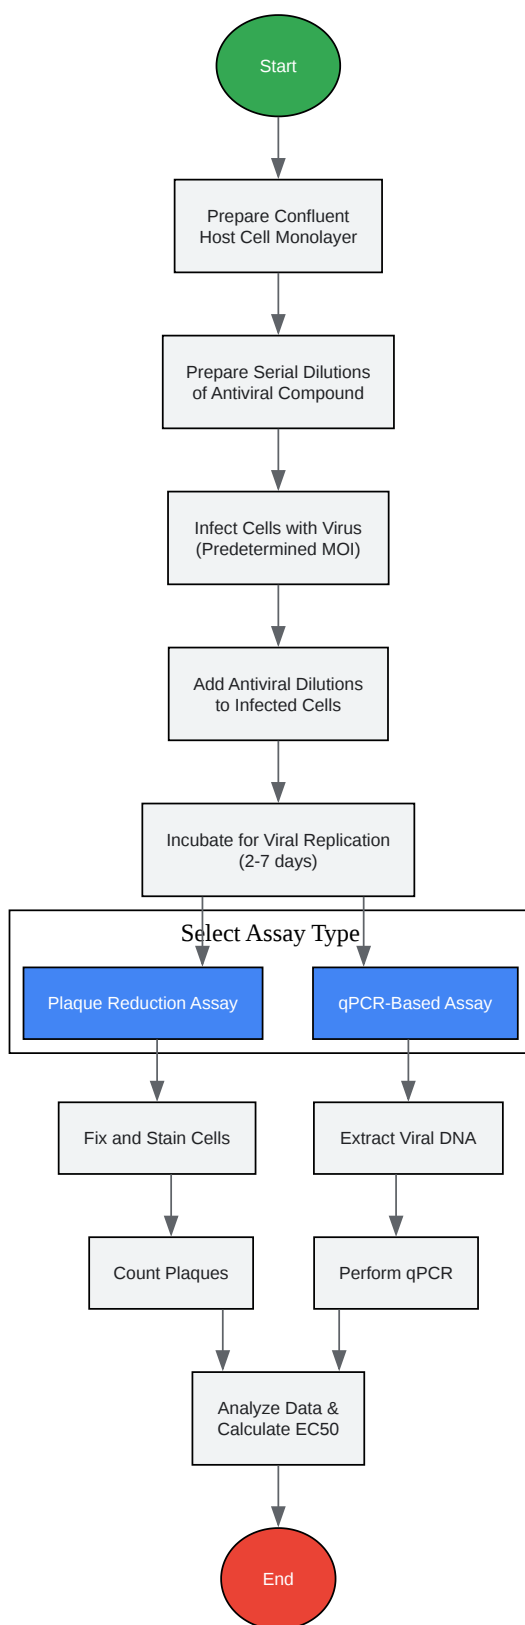 Start
Prepare Confluent
Host Cell Monolayer
Prepare Serial Dilutions
of Antiviral Compound
Infect Cells with Virus
(Predetermined MOI)
Add Antiviral Dilutions
to Infected Cells
Incubate for Viral Replication
(2-7 days)
Select Assay Type
Plaque Reduction Assay
qPCR-Based Assay
Fix and Stain Cells
Extract Viral DNA
Count Plaques
Perform qPCR
Analyze Data &
Calculate EC50
End